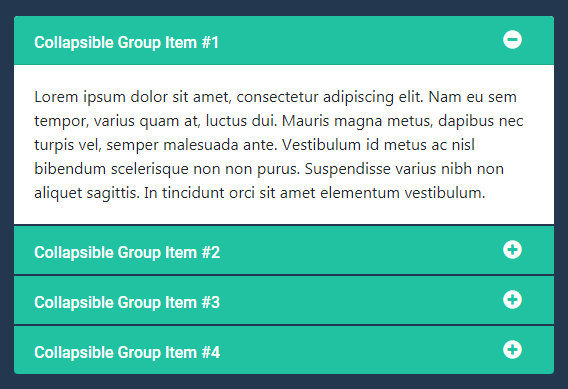 Collapsible Group Item #1
Lorem ipsum dolor sit amet, consectetur adipiscing elit. Nam eu sem
tempor, varius quam at, luctus dui. Mauris magna metus, dapibus nec
turpis vel, semper malesuada ante. Vestibulum id metus ac nisl
bibendum scelerisque non non purus. Suspendisse varius nibh non
aliquet sagittis. In tincidunt orci sit amet elementum vestibulum.
Collapsible Group Item #2
Collapsible Group Item #3
Collapsible Group Item #4